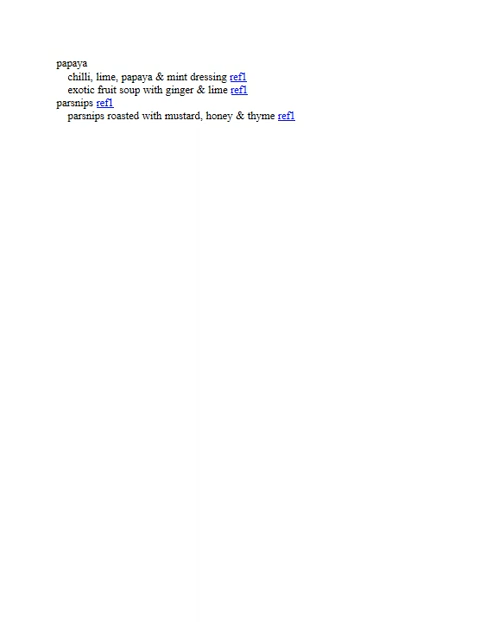 papaya
chilli, lime, papaya & mint dressing ref1
exotic fruit soup with ginger & lime ref1
parsnips ref1
parsnips roasted with mustard, honey & thyme ref1